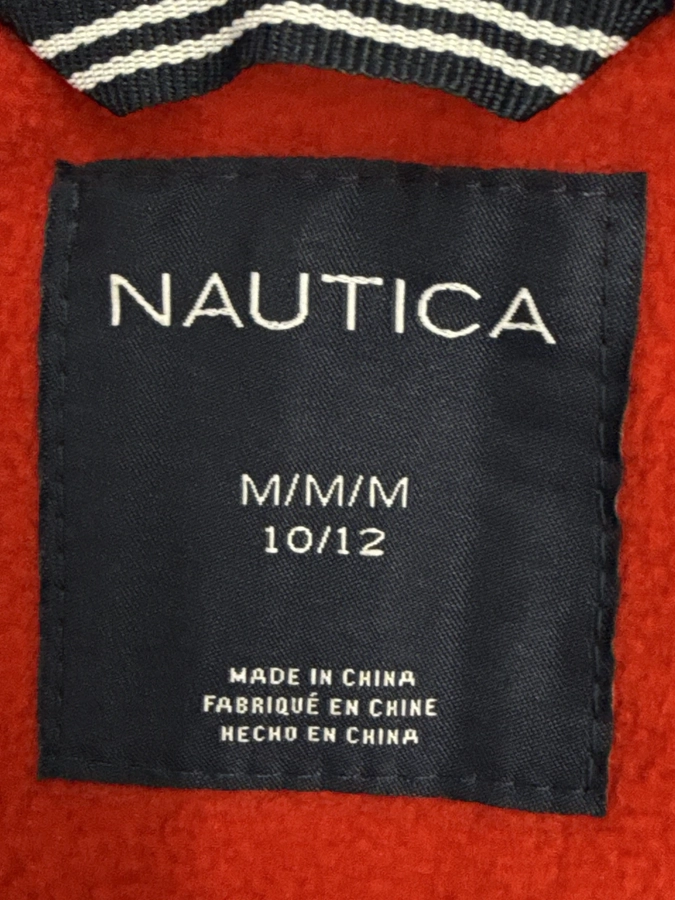 NAUTICA
M/M/M
10/12
MADE IN CHINA
FABRIQUÉ EN CHINE
HECHO EN CHINA